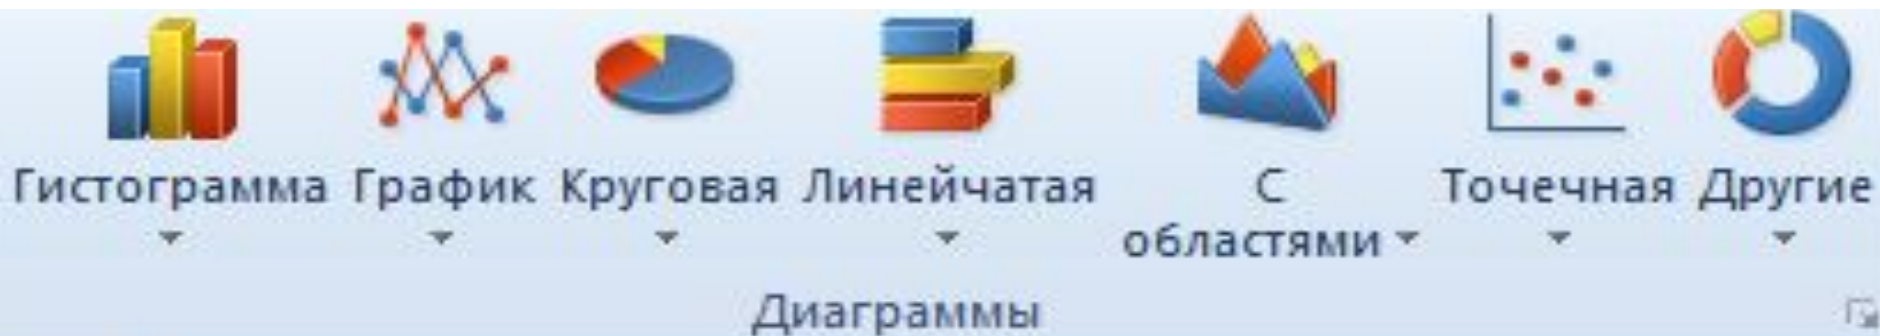 Гистограмма График Круговая Линейчатая С Точечная Другие
областями
Диаграммы